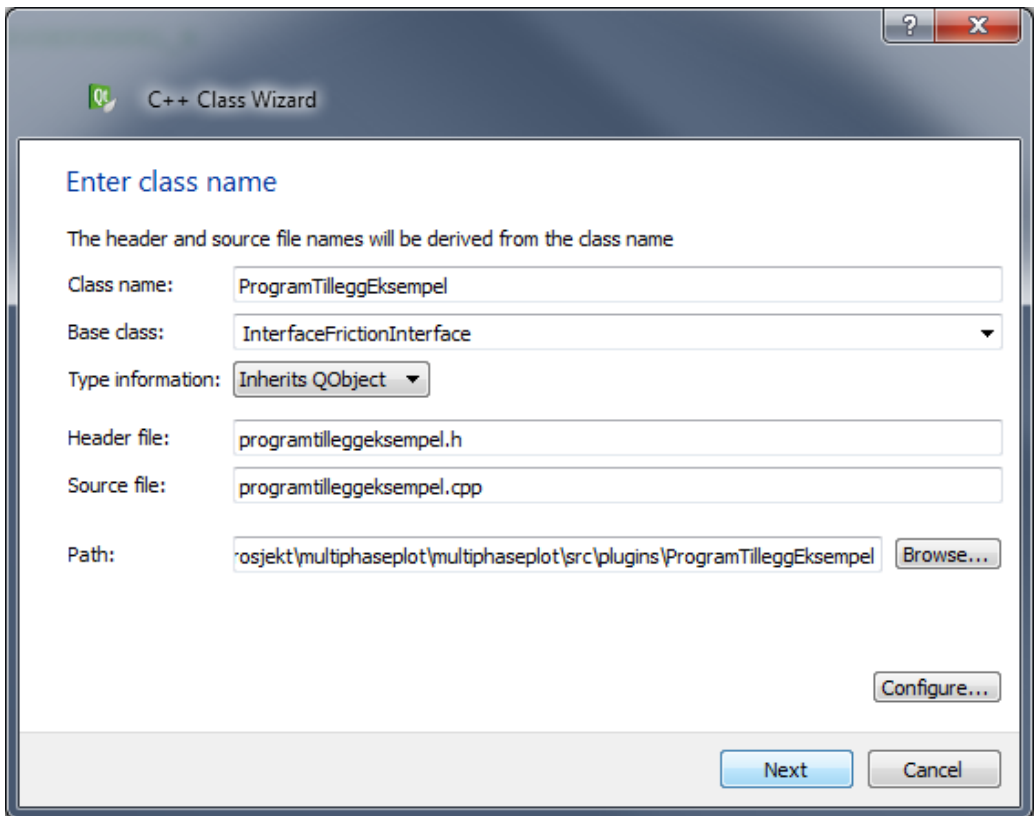 ?
X
Qt
C++ Class Wizard
Enter class name
The header and source file names will be derived from the class name
Class name: ProgramTilleggEksempel
Base class: InterfaceFrictionInterface
Type information: Inherits QObject
Header file: programtilleggeksempel.h
Source file: programtilleggeksempel.cpp
Path: rosjekt\multiphaseplot\multiphaseplot\src\plugins\ProgramTilleggEksempel Browse...
Configure...
Next Cancel